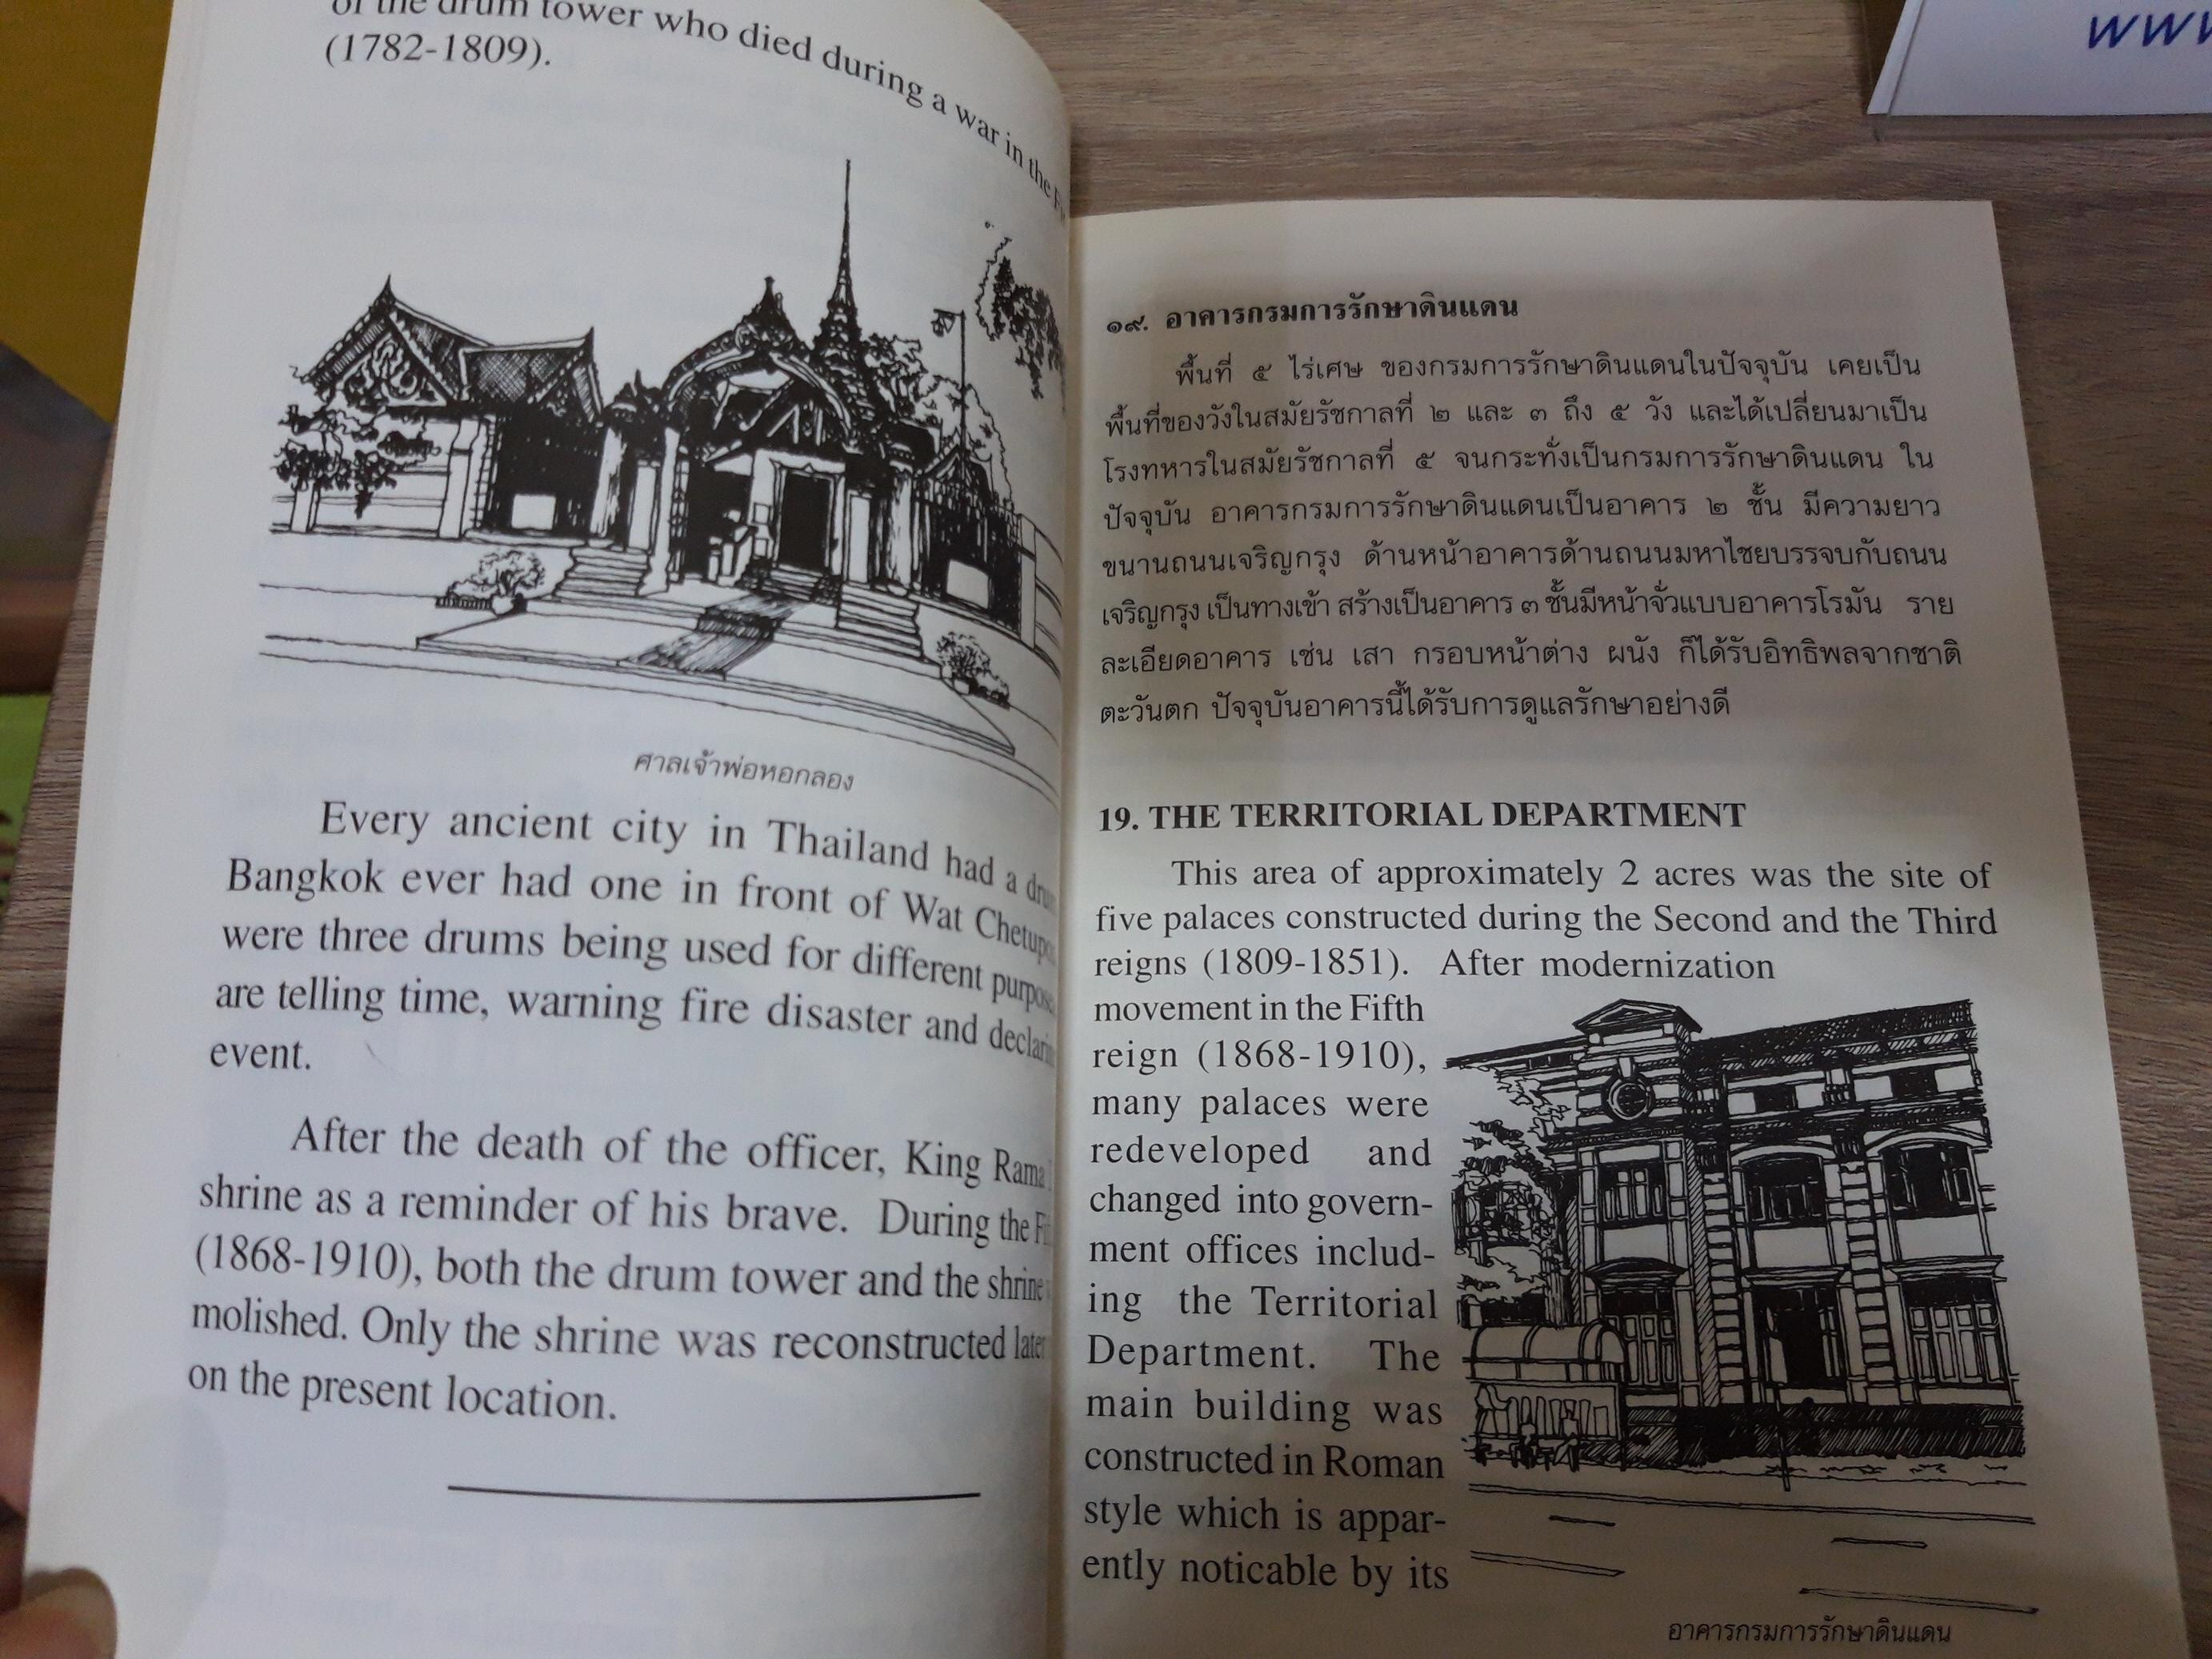 of the drum tower who died during a war in the
(1782-1809).
ศาลเจ้าพ่อหอกลอง
Every ancient city in Thailand had a
Bangkok ever had one in front of Wat
were three drums being used for different
are telling time, warning fire disaster and
event.
After the death of the officer, King Rama
shrine as a reminder of his brave. During the
(1868-1910), both the drum tower and the shrine
molished. Only the shrine was reconstructed later
on the present location.
๑๙. อาคารกรมการรักษาดินแดน
พื้นที่ ๕ ไร่เศษ ของกรมการรักษาดินแดนในปัจจุบัน เคยเป็น
พื้นที่ของวังในสมัยรัชกาลที่ ๒ และ ๓ ถึง ๕ วัง และได้เปลี่ยนมาเป็น
โรงทหารในสมัยรัชกาลที่ ๕ จนกระทั่งเป็นกรมการรักษาดินแดน ใน
ปัจจุบัน อาคารกรมการรักษาดินแดนเป็นอาคาร ๒ ชั้น มีความยาว
ขนานถนนเจริญกรุง ด้านหน้าอาคารด้านถนนมหาไชยบรรจบกับถนน
เจริญกรุง เป็นทางเข้า สร้างเป็นอาคาร ๓ ชั้นมีหน้าจั่วแบบอาคารโรมัน ราย
ละเอียดอาคาร เช่น เสา กรอบหน้าต่าง ผนัง ก็ได้รับอิทธิพลจากชาติ
ตะวันตก ปัจจุบันอาคารนี้ได้รับการดูแลรักษาอย่างดี
19. THE TERRITORIAL DEPARTMENT
This area of approximately 2 acres was the site of
five palaces constructed during the Second and the Third
reigns (1809-1851). After modernization
movement in the Fifth
reign (1868-1910),
many palaces were
redeveloped and
changed into govern-
ment offices includ-
ing the Territorial
Department. The
main building was
constructed in Roman
style which is appar-
ently noticable by its
อาคารกรมการรักษาดินแดน